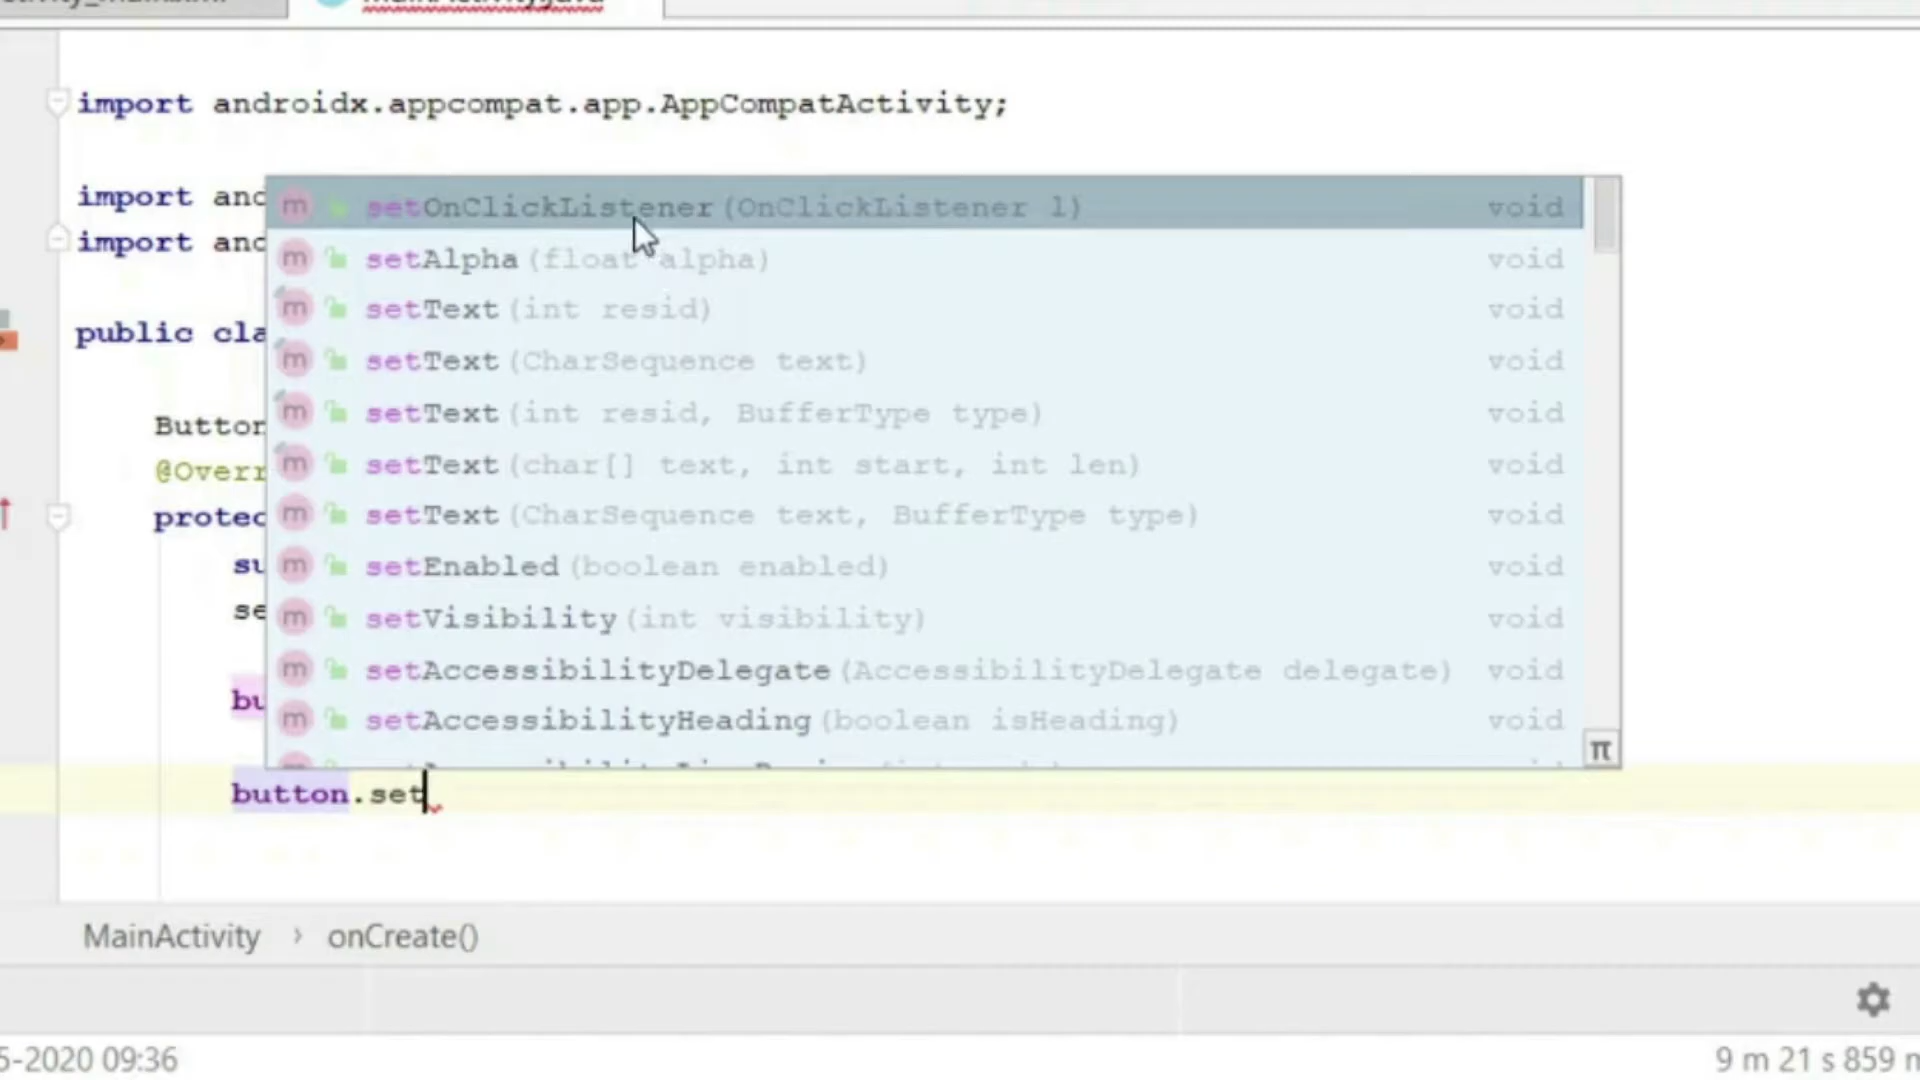 MainActivity.java
import androidx.appcompat.app.AppCompatActivity;
import and
import and
public cla
Button
@Overr
protec
su
se
bu
setOnClickListener(OnClickListener l) void
setAlpha(float alpha) void
setText(int resid) void
setText(CharSequence text) void
setText(int resid, BufferType type) void
setText(char[] text, int start, int len) void
setText(CharSequence text, BufferType type) void
setEnabled(boolean enabled) void
setVisibility(int visibility) void
setAccessibilityDelegate(AccessibilityDelegate delegate) void
setAccessibilityHeading(boolean isHeading) void
π
button.set
MainActivity › onCreate()
5-2020 09:36
9 m 21 s 859 m